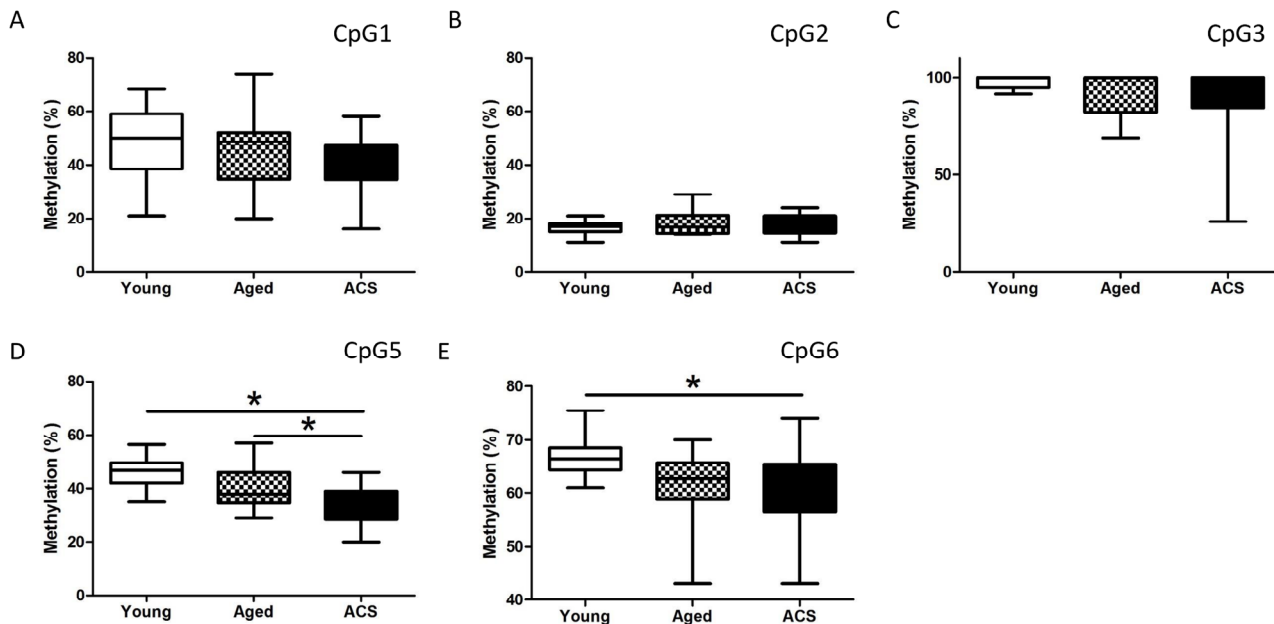 A
CpG1
Methylation (%)
80
60
40
20
0
Young Aged ACS
B
CpG2
Methylation (%)
80
60
40
20
0
Young Aged ACS
C
CpG3
Methylation (%)
100
50
0
Young Aged ACS
D
CpG5
Methylation (%)
80
60
40
20
0
*
*
Young Aged ACS
E
CpG6
Methylation (%)
80
70
60
50
40
*
Young Aged ACS